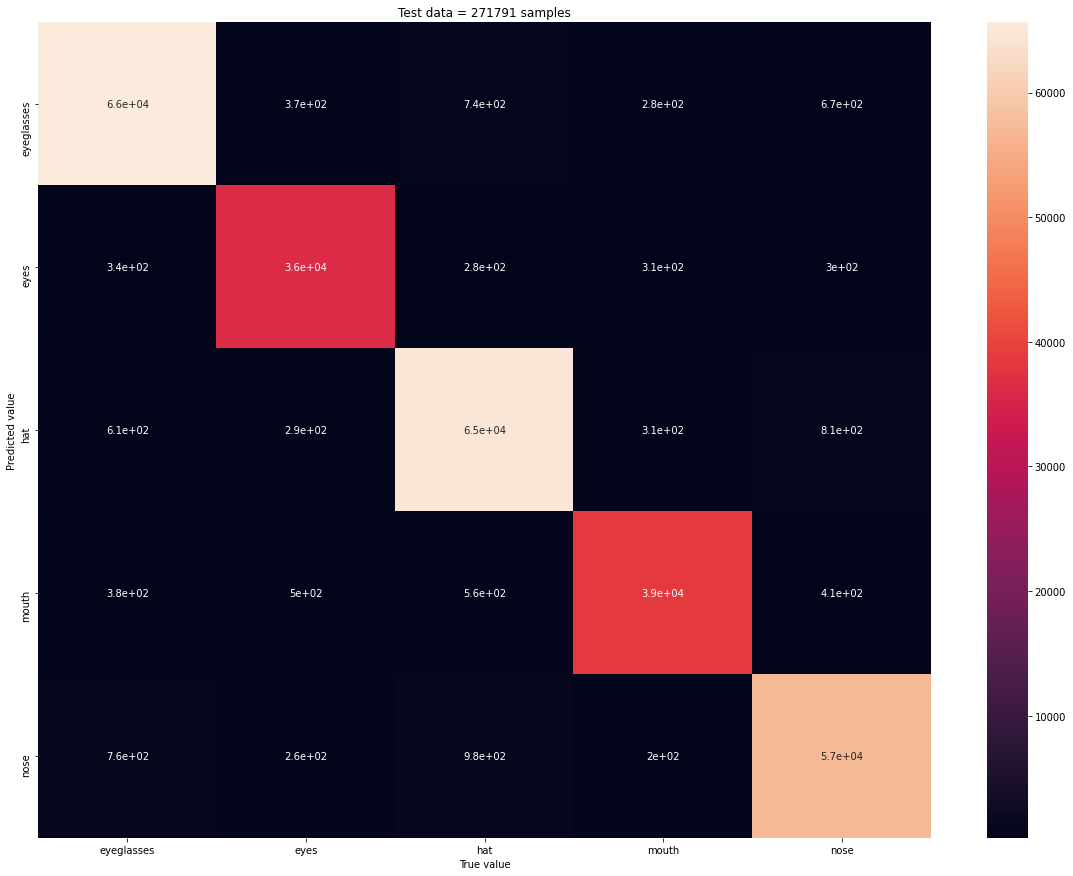 Test data = 271791 samples
eyeglasses 6.6e+04 3.7e+02 7.4e+02 2.8e+02 6.7e+02
eyes 3.4e+02 3.6e+04 2.8e+02 3.1e+02 3e+02
Predicted value
hat 6.1e+02 2.9e+02 6.5e+04 3.1e+02 8.1e+02
mouth 3.8e+02 5e+02 5.6e+02 3.9e+04 4.1e+02
nose 7.6e+02 2.6e+02 9.8e+02 2e+02 5.7e+04
eyeglasses eyes hat mouth nose
True value
60000
50000
40000
30000
20000
10000